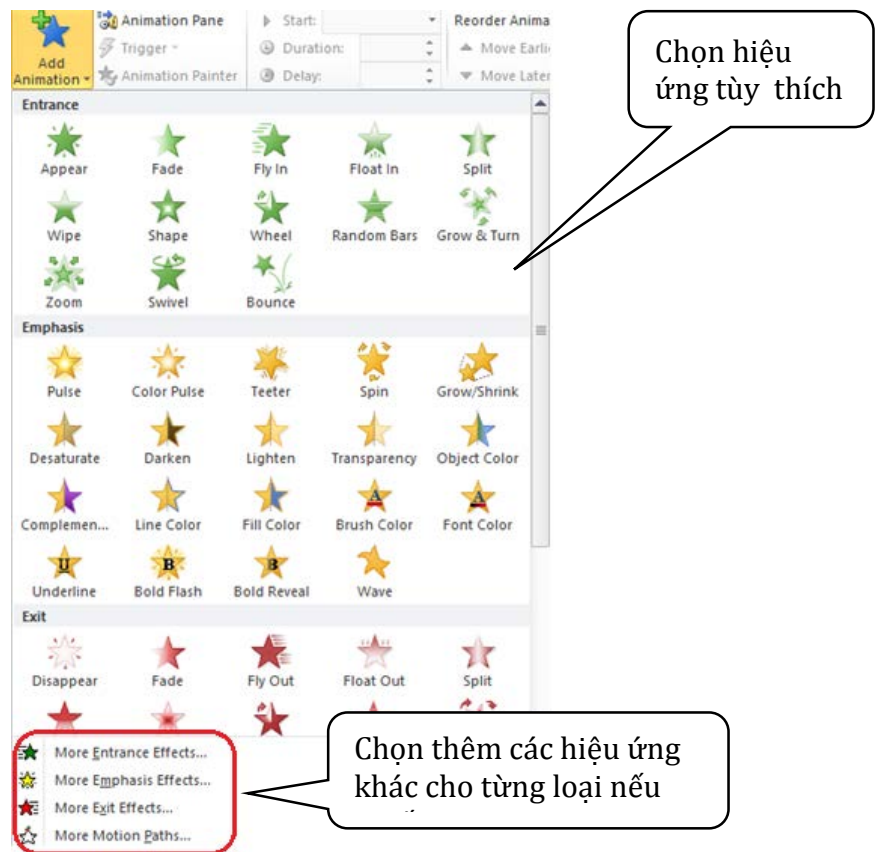 Animation Pane
Start:
Reorder Anima
Trigger
Duration:
Move Earli
Add
Animation
Animation Painter
Delay:
Move Later
Chọn hiệu
ứng tùy thích
Entrance
Appear Fade Fly In Float In Split
Wipe Shape Wheel Random Bars Grow & Turn
Zoom Swivel Bounce
Emphasis
Pulse Color Pulse Teeter Spin Grow/Shrink
Desaturate Darken Lighten Transparency Object Color
Complemen... Line Color Fill Color Brush Color Font Color
Underline Bold Flash Bold Reveal Wave
Exit
Disappear Fade Fly Out Float Out Split
More Entrance Effects...
More Emphasis Effects...
More Exit Effects...
More Motion Paths...
Chọn thêm các hiệu ứng
khác cho từng loại nếu